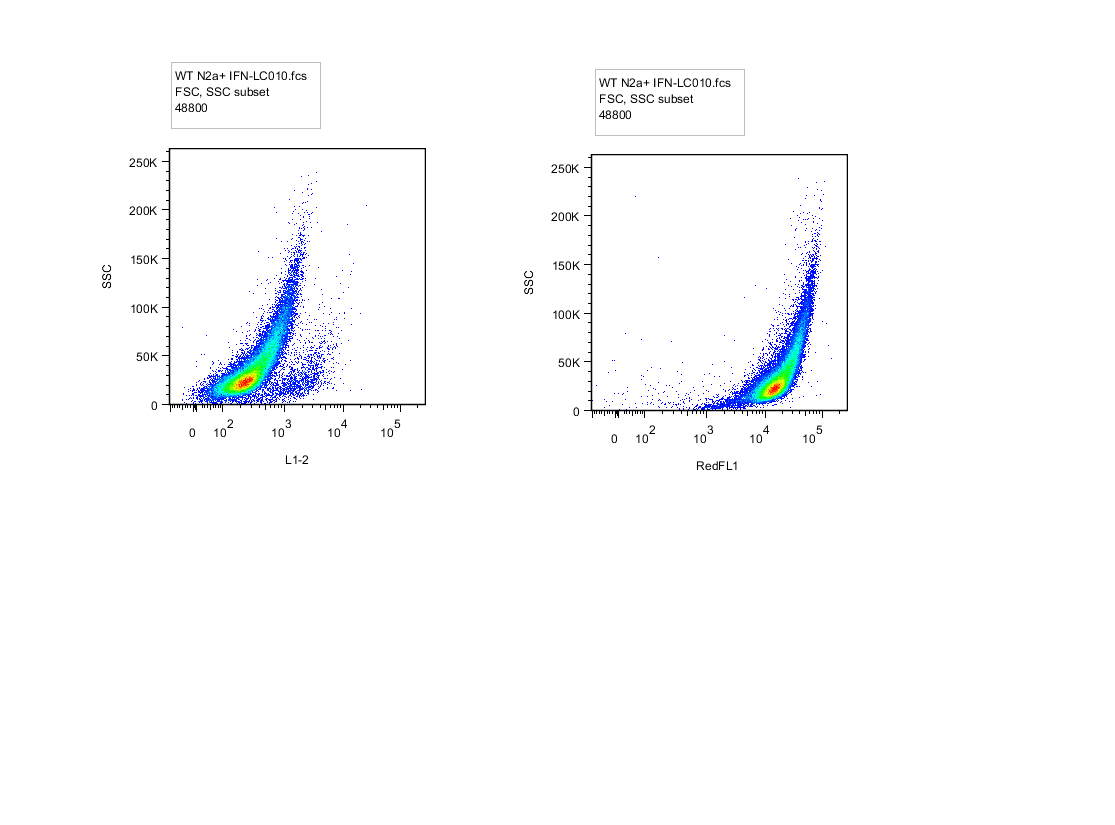 WT N2a+ IFN-LC010.fcs
FSC, SSC subset
48800
250K
200K
150K
100K
50K
0
SSC
0 10^2 10^3 10^4 10^5
L1-2
WT N2a+ IFN-LC010.fcs
FSC, SSC subset
48800
250K
200K
150K
100K
50K
0
SSC
0 10^2 10^3 10^4 10^5
RedFL1